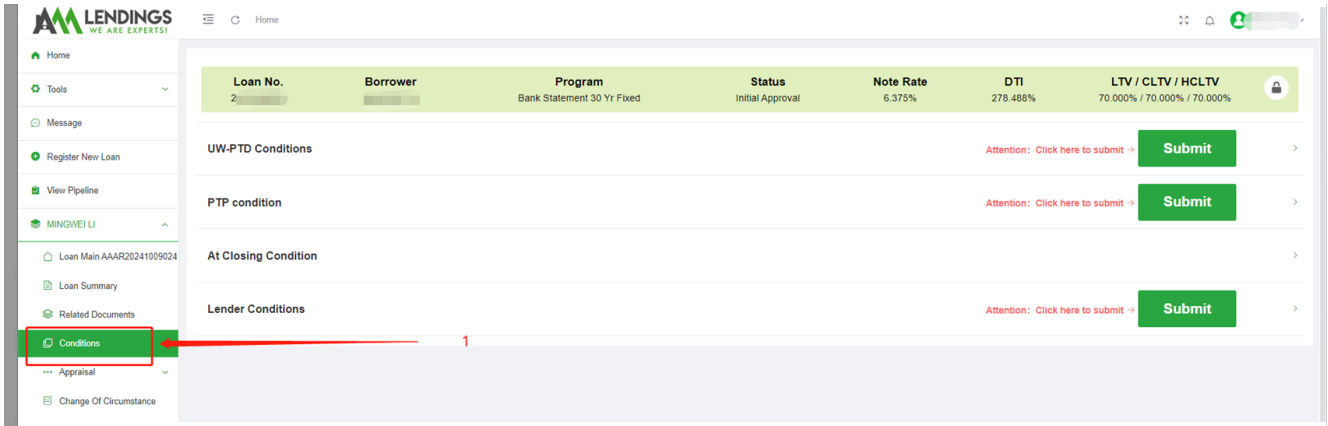 AAA LENDINGS
WE ARE EXPERTS!
Home
Home
Tools
Message
Register New Loan
View Pipeline
MINGWEI LI
Loan Main AAAR20241009024
Loan Summary
Related Documents
Conditions
Appraisal
Change Of Circumstance
1
Loan No. Borrower Program Status Note Rate DTI LTV / CLTV / HCLTV
2 Bank Statement 30 Yr Fixed Initial Approval 6.375% 278.488% 70.000% / 70.000% / 70.000%
UW-PTD Conditions Attention: Click here to submit → Submit
PTP condition Attention: Click here to submit → Submit
At Closing Condition
Lender Conditions Attention: Click here to submit → Submit